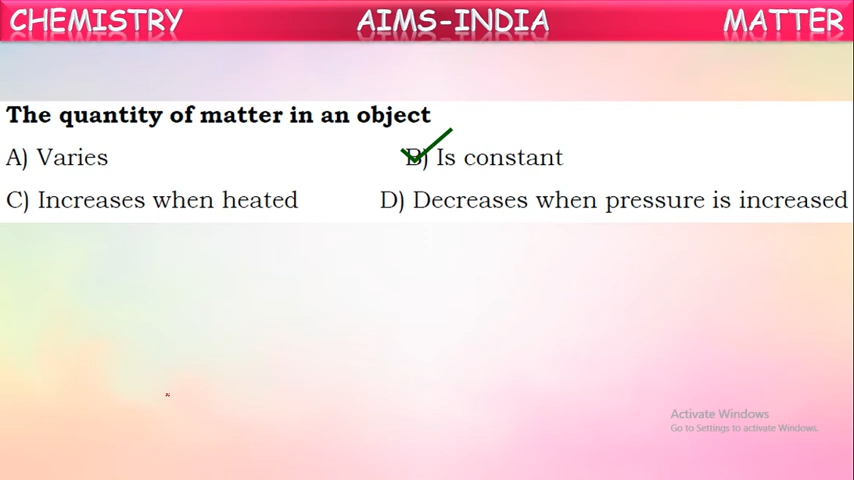 CHEMISTRY AIMS-INDIA MATTER
The quantity of matter in an object
A) Varies B) Is constant
C) Increases when heated D) Decreases when pressure is increased
Activate Windows
Go to Settings to activate Windows.